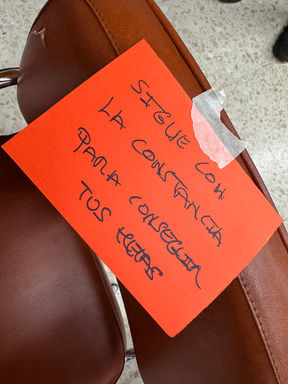 SIGUE CON
LA CONSTANCIA
PARA CONSEGUIR
TUS METAS